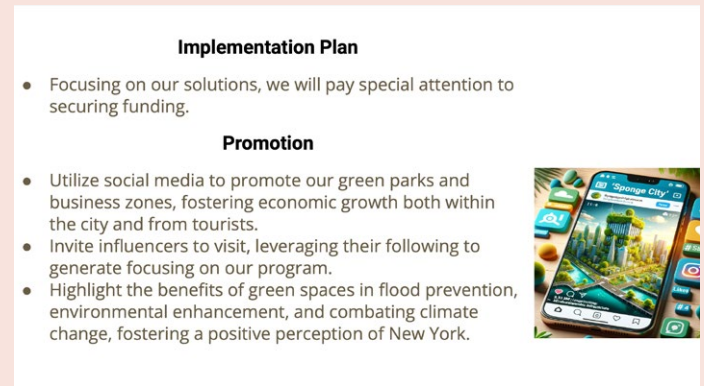 Implementation Plan
● Focusing on our solutions, we will pay special attention to
securing funding.
Promotion
● Utilize social media to promote our green parks and
business zones, fostering economic growth both within
the city and from tourists.
● Invite influencers to visit, leveraging their following to
generate focusing on our program.
● Highlight the benefits of green spaces in flood prevention,
environmental enhancement, and combating climate
change, fostering a positive perception of New York.
'Sponge City'